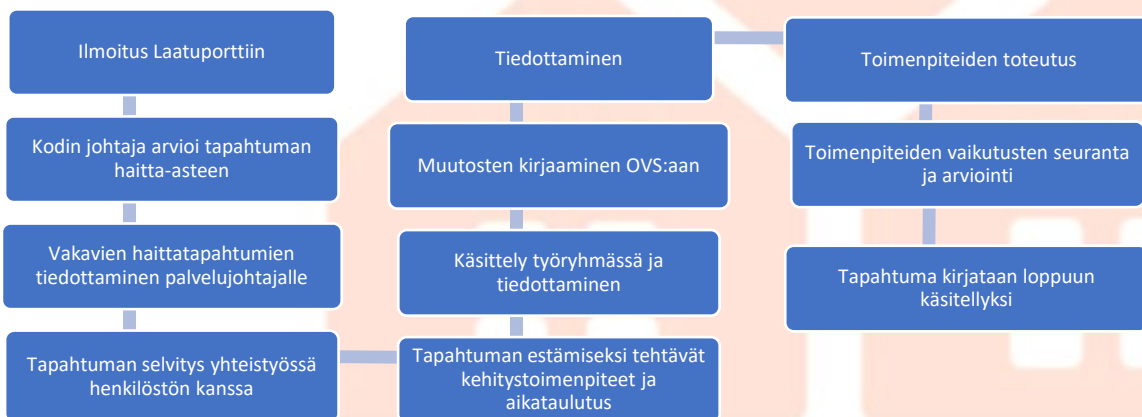 Ilmoitus Laatuporttiin
Kodin johtaja arvioi tapahtuman
haitta-asteen
Vakavien haittatapahtumien
tiedottaminen palvelujohtajalle
Tapahtuman selvitys yhteistyössä
henkilöstön kanssa
Tapahtuman estämiseksi tehtävät
kehitystoimenpiteet ja
aikataulutus
Käsittely työryhmässä ja
tiedottaminen
Muutosten kirjaaminen OVS:aan
Tiedottaminen
Toimenpiteiden toteutus
Toimenpiteiden vaikutusten seuranta
ja arviointi
Tapahtuma kirjataan loppuun
käsitellyksi